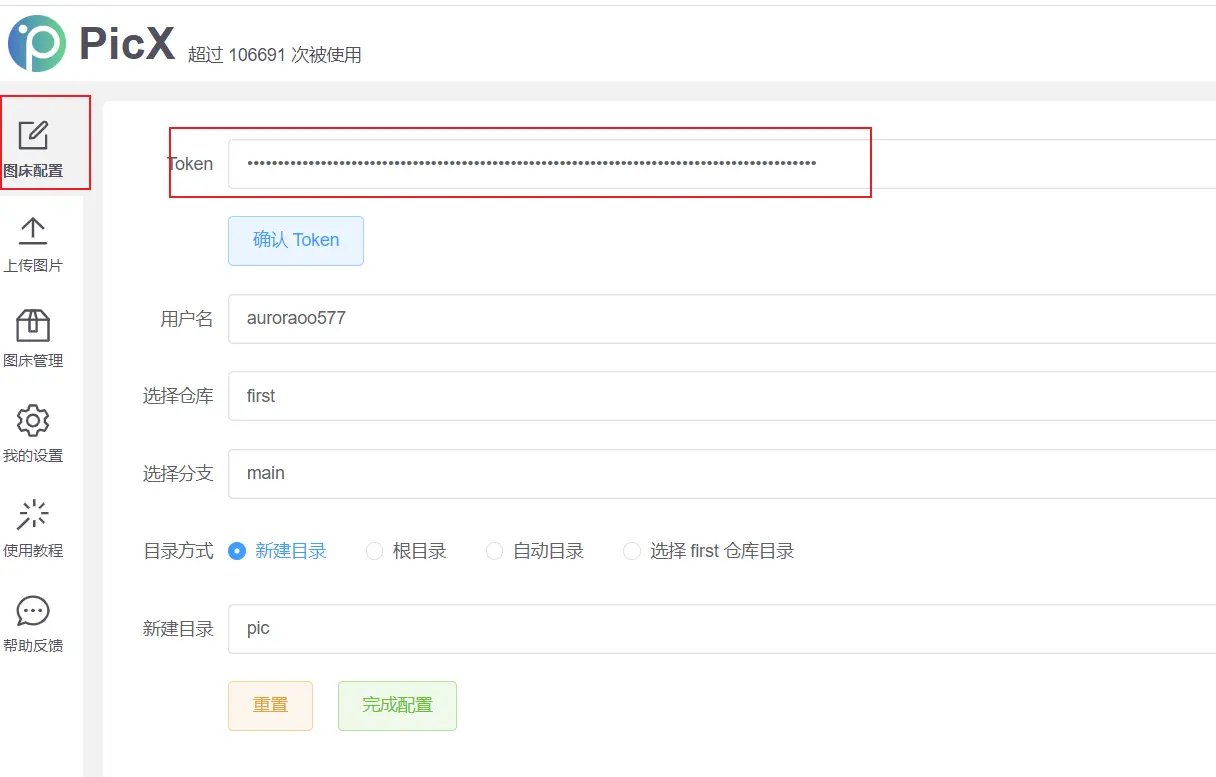 PicX 超过 106691 次被使用
图床配置
上传图片
图床管理
我的设置
使用教程
帮助反馈
Token
确认 Token
用户名 auroraoo577
选择仓库 first
选择分支 main
目录方式 新建目录 根目录 自动目录 选择 first 仓库目录
新建目录 pic
重置 完成配置